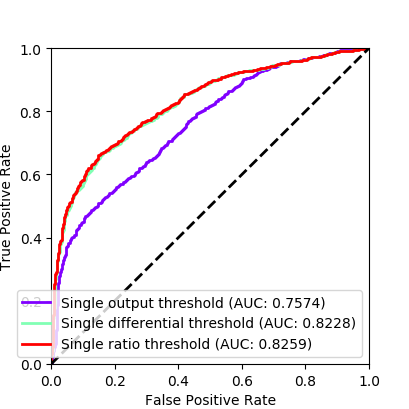 1.0
0.8
0.6
0.4
0.2
0.0
True Positive Rate
Single output threshold (AUC: 0.7574)
Single differential threshold (AUC: 0.8228)
Single ratio threshold (AUC: 0.8259)
0.0 0.2 0.4 0.6 0.8 1.0
False Positive Rate